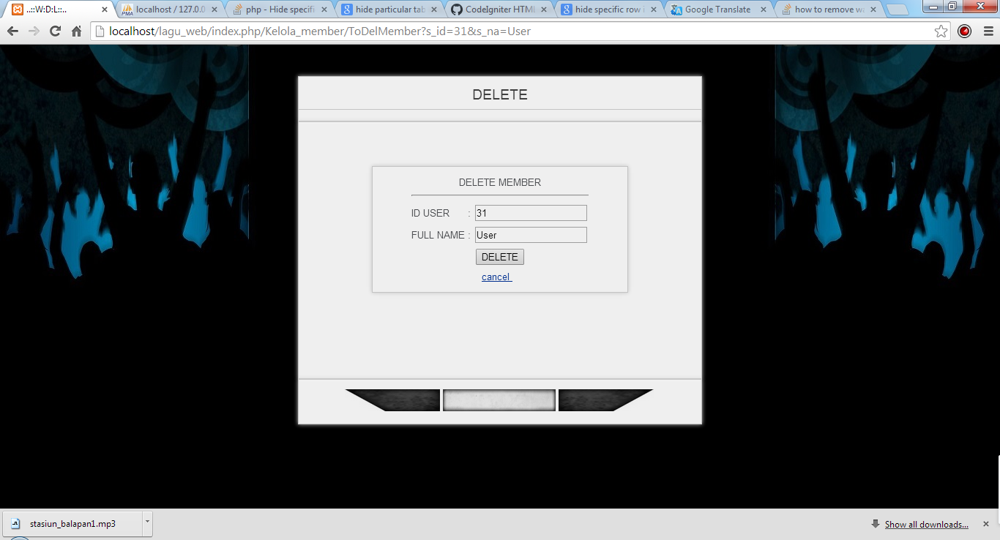 ..::W:D:L::..
localhost / 127.0.0
php - Hide specifi
hide particular tab
CodeIgniter HTML
hide specific row i
Google Translate
how to remove wa
localhost/lagu_web/index.php/Kelola_member/ToDelMember?s_id=31&s_na=User
DELETE
DELETE MEMBER
ID USER : 31
FULL NAME : User
DELETE
cancel
stasiun_balapan1.mp3
Show all downloads...